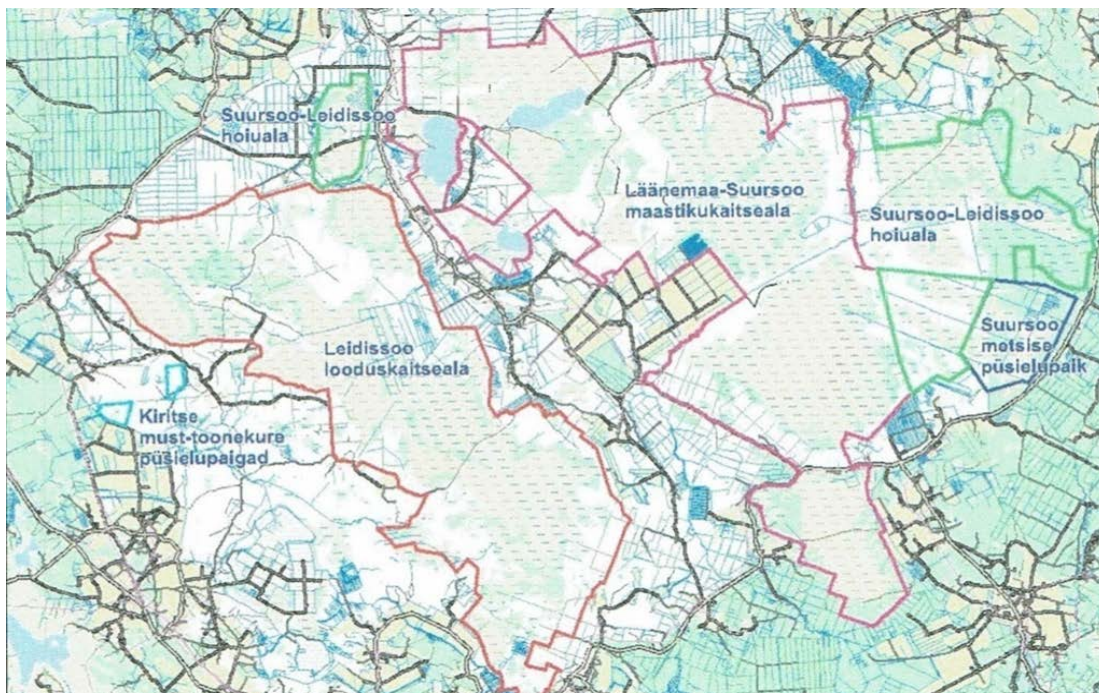 Suursoo-Leidissoo
hoiuala
Läänemaa-Suursoo
maastikukaitseala
Suursoo-Leidissoo
hoiuala
Leidissoo
looduskaitseala
Suursoo
metsise
püsielupaik
Kiritse
must-toonekure
püsielupaigad